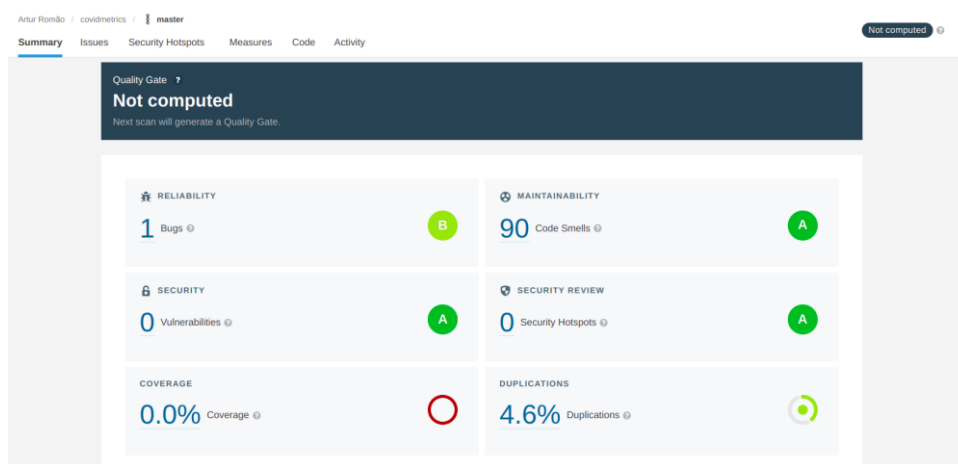 Artur Romão / covidmetrics / master
Summary Issues Security Hotspots Measures Code Activity
Not computed ?
Quality Gate ?
Not computed
Next scan will generate a Quality Gate.
RELIABILITY
1 Bugs ?
B
MAINTAINABILITY
90 Code Smells ?
A
SECURITY
0 Vulnerabilities ?
A
SECURITY REVIEW
0 Security Hotspots ?
A
COVERAGE
0.0% Coverage ?
DUPLICATIONS
4.6% Duplications ?